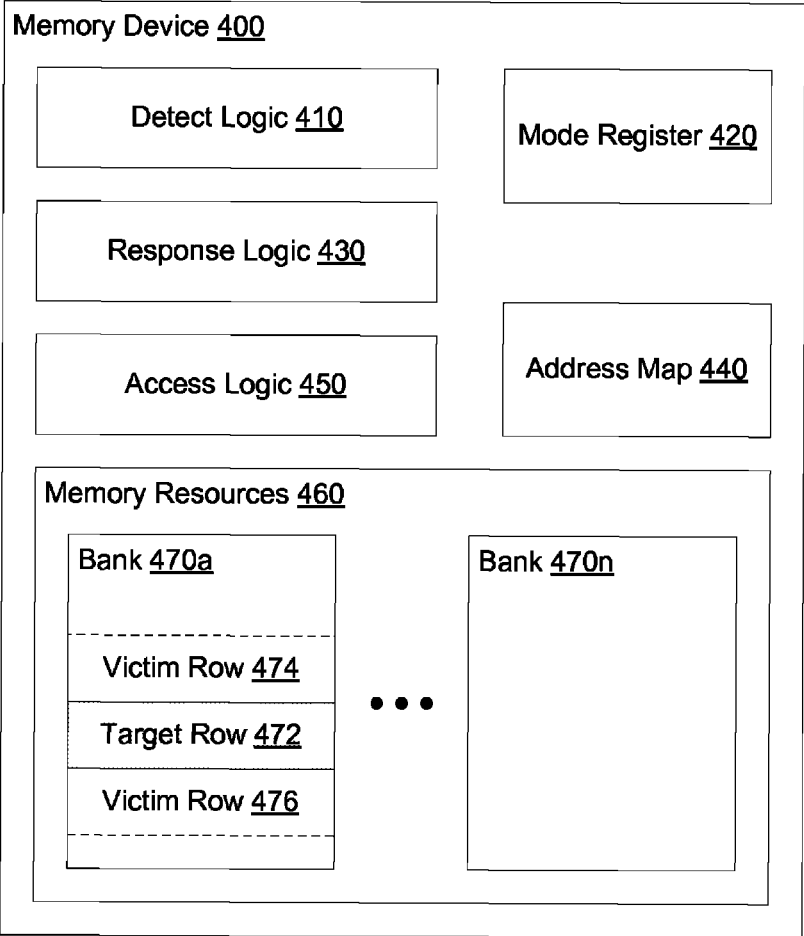 Memory Device 400
Detect Logic 410
Mode Register 420
Response Logic 430
Address Map 440
Access Logic 450
Memory Resources 460
Bank 470a
Bank 470n
Victim Row 474
Target Row 472
Victim Row 476